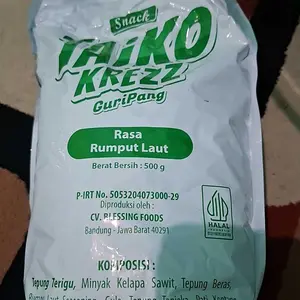 Snack
TAiKO
KREZZ
GuriPang
Rasa
Rumput Laut
Berat Bersih : 500 g
P-IRT No. 5053204073000-29
Diproduksi oleh :
CV. BLESSING FOODS
Bandung - Jawa Barat 40291
HALAL
KOMPOSISI :
Tepung Terigu, Minyak Kelapa Sawit, Tepung Beras,